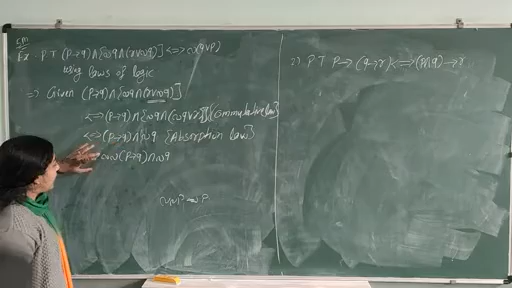 Ex. P T (P→q)∧[∾q∧(r∨∾q)] <=> ∾(q∨P)
using laws of logic
=> Given (P→q)∧{∾q∧(r∨∾q)}
<=> (P→q)∧{∾q∧(∾q∨r)} {Commutative law}
<=> (P→q)∧∾q {Absorption law}
∾∾(P→q)∧∾q
∾∾P = P
2) P T P→(q→r) <=> (P∧q)→r